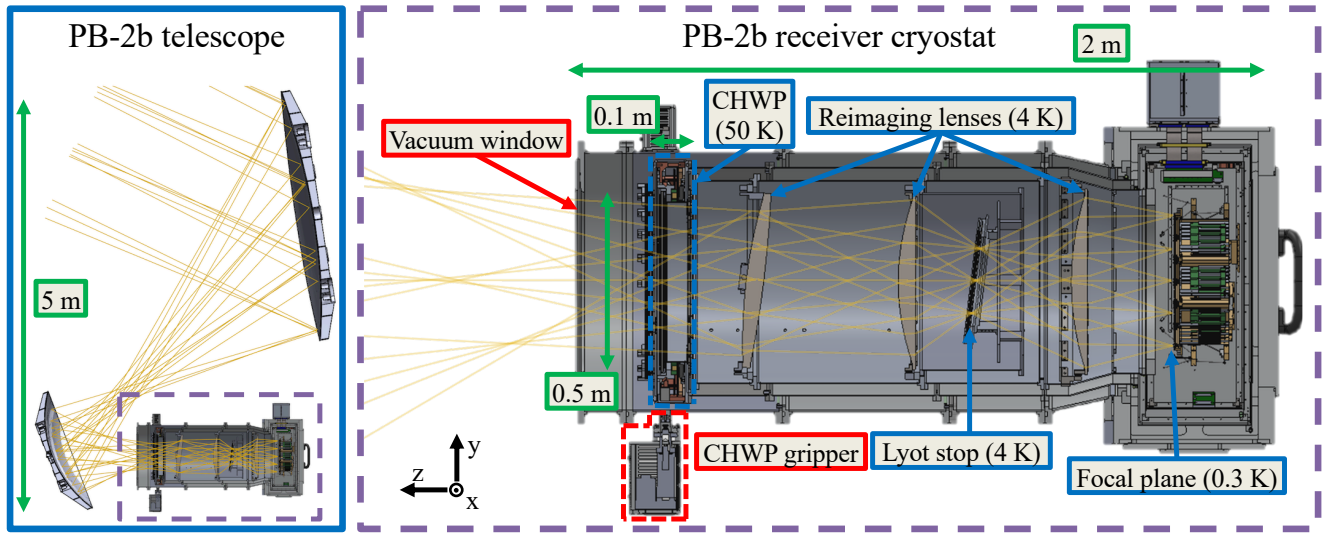 PB-2b telescope
5 m
PB-2b receiver cryostat
2 m
0.1 m
CHWP
(50 K)
Reimaging lenses (4 K)
Vacuum window
0.5 m
y
z
x
CHWP gripper
Lyot stop (4 K)
Focal plane (0.3 K)